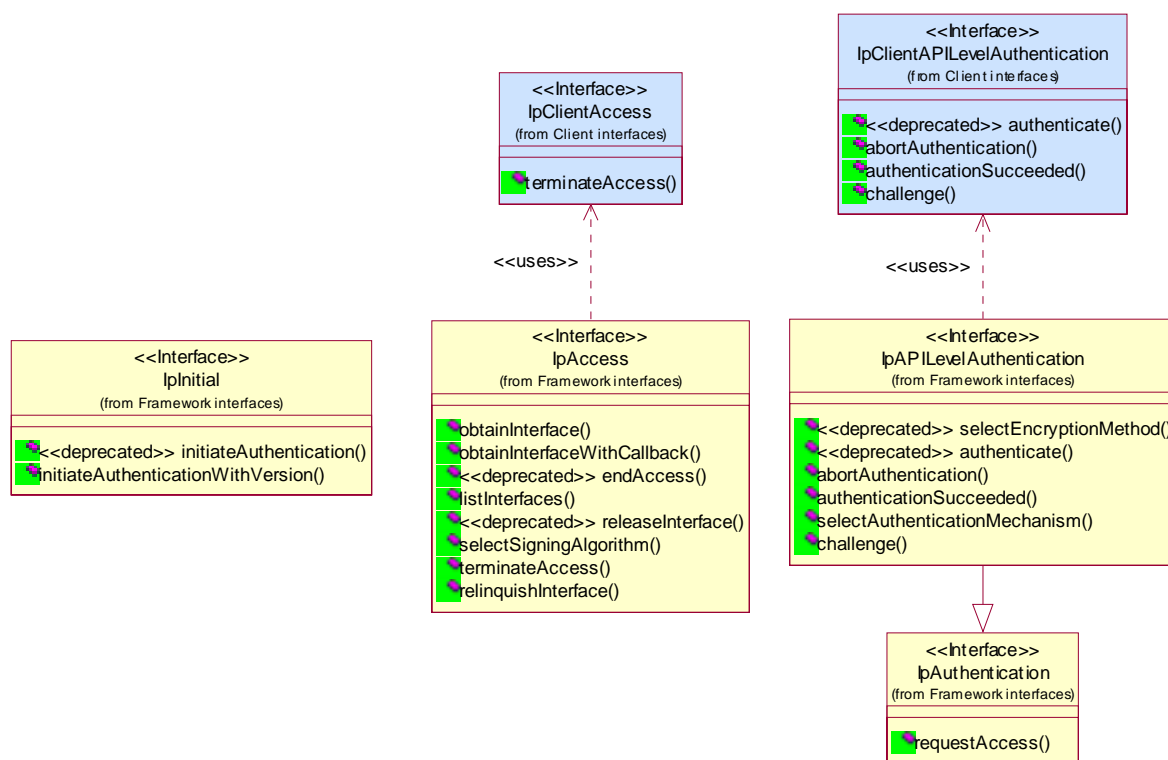 <<Interface>>
IpClientAPILevelAuthentication
(from Client interfaces)
<<deprecated>> authenticate()
abortAuthentication()
authenticationSucceeded()
challenge()
<<Interface>>
IpClientAccess
(from Client interfaces)
terminateAccess()
<<uses>>
<<uses>>
<<Interface>>
IpInitial
(from Framework interfaces)
<<deprecated>> initiateAuthentication()
initiateAuthenticationWithVersion()
<<Interface>>
IpAccess
(from Framework interfaces)
obtainInterface()
obtainInterfaceWithCallback()
<<deprecated>> endAccess()
listInterfaces()
<<deprecated>> releaseInterface()
selectSigningAlgorithm()
terminateAccess()
relinquishInterface()
<<Interface>>
IpAPILevelAuthentication
(from Framework interfaces)
<<deprecated>> selectEncryptionMethod()
<<deprecated>> authenticate()
abortAuthentication()
authenticationSucceeded()
selectAuthenticationMechanism()
challenge()
<<Interface>>
IpAuthentication
(from Framework interfaces)
requestAccess()